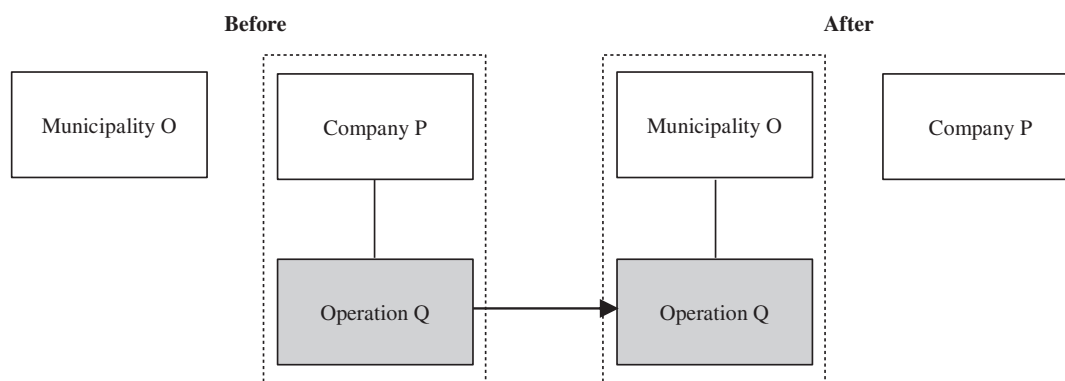 Before
After
Municipality O
Company P
Municipality O
Company P
Operation Q
Operation Q